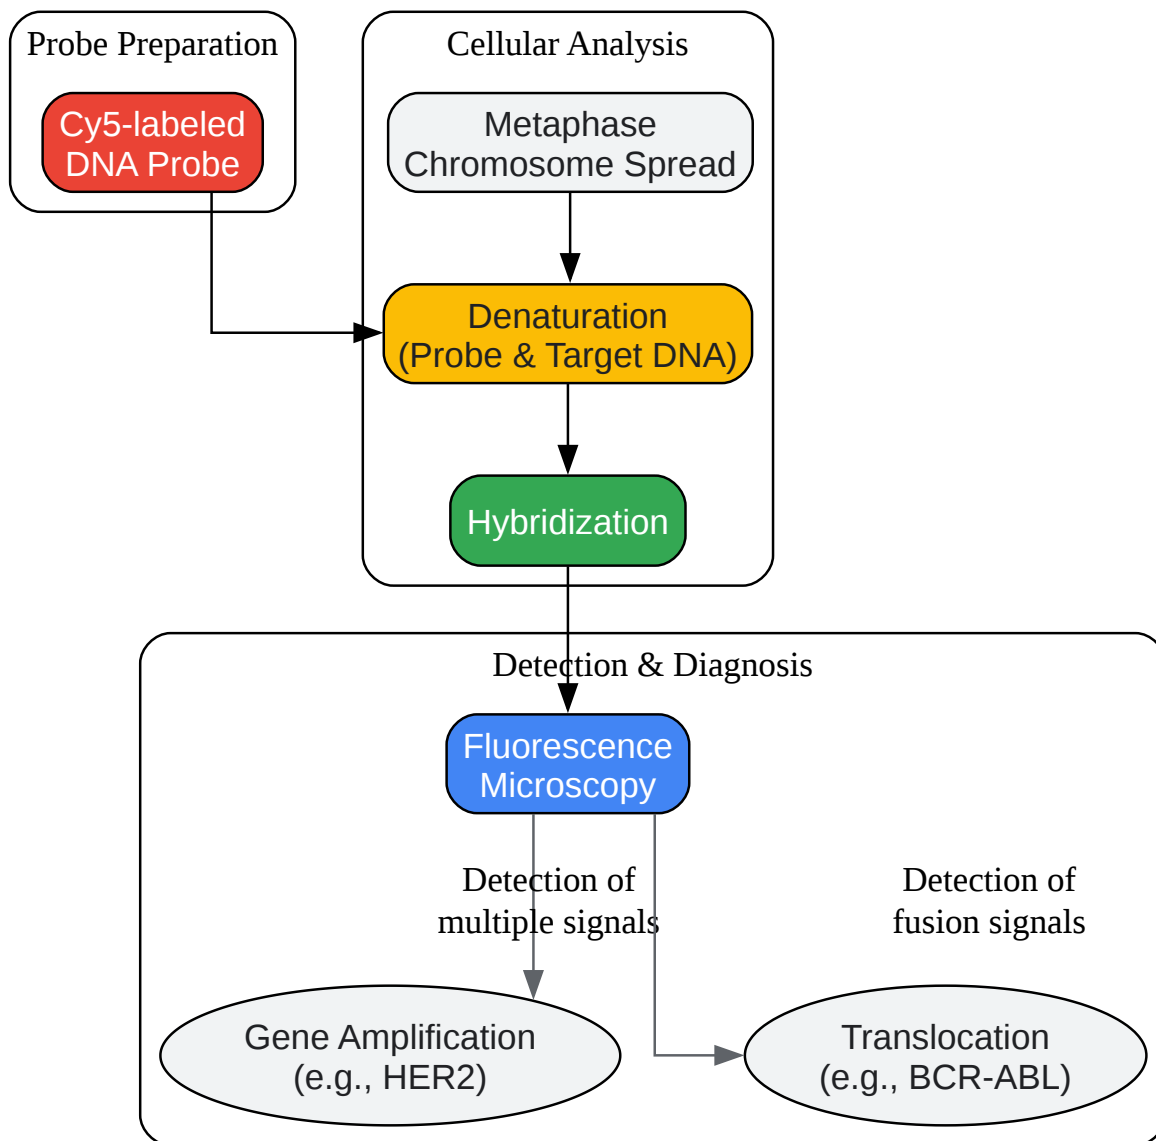 Probe Preparation
Cy5-labeled
DNA Probe
Cellular Analysis
Metaphase
Chromosome Spread
Denaturation
(Probe & Target DNA)
Hybridization
Detection & Diagnosis
Fluorescence
Microscopy
Detection of
multiple signals
Detection of
fusion signals
Gene Amplification
(e.g., HER2)
Translocation
(e.g., BCR-ABL)